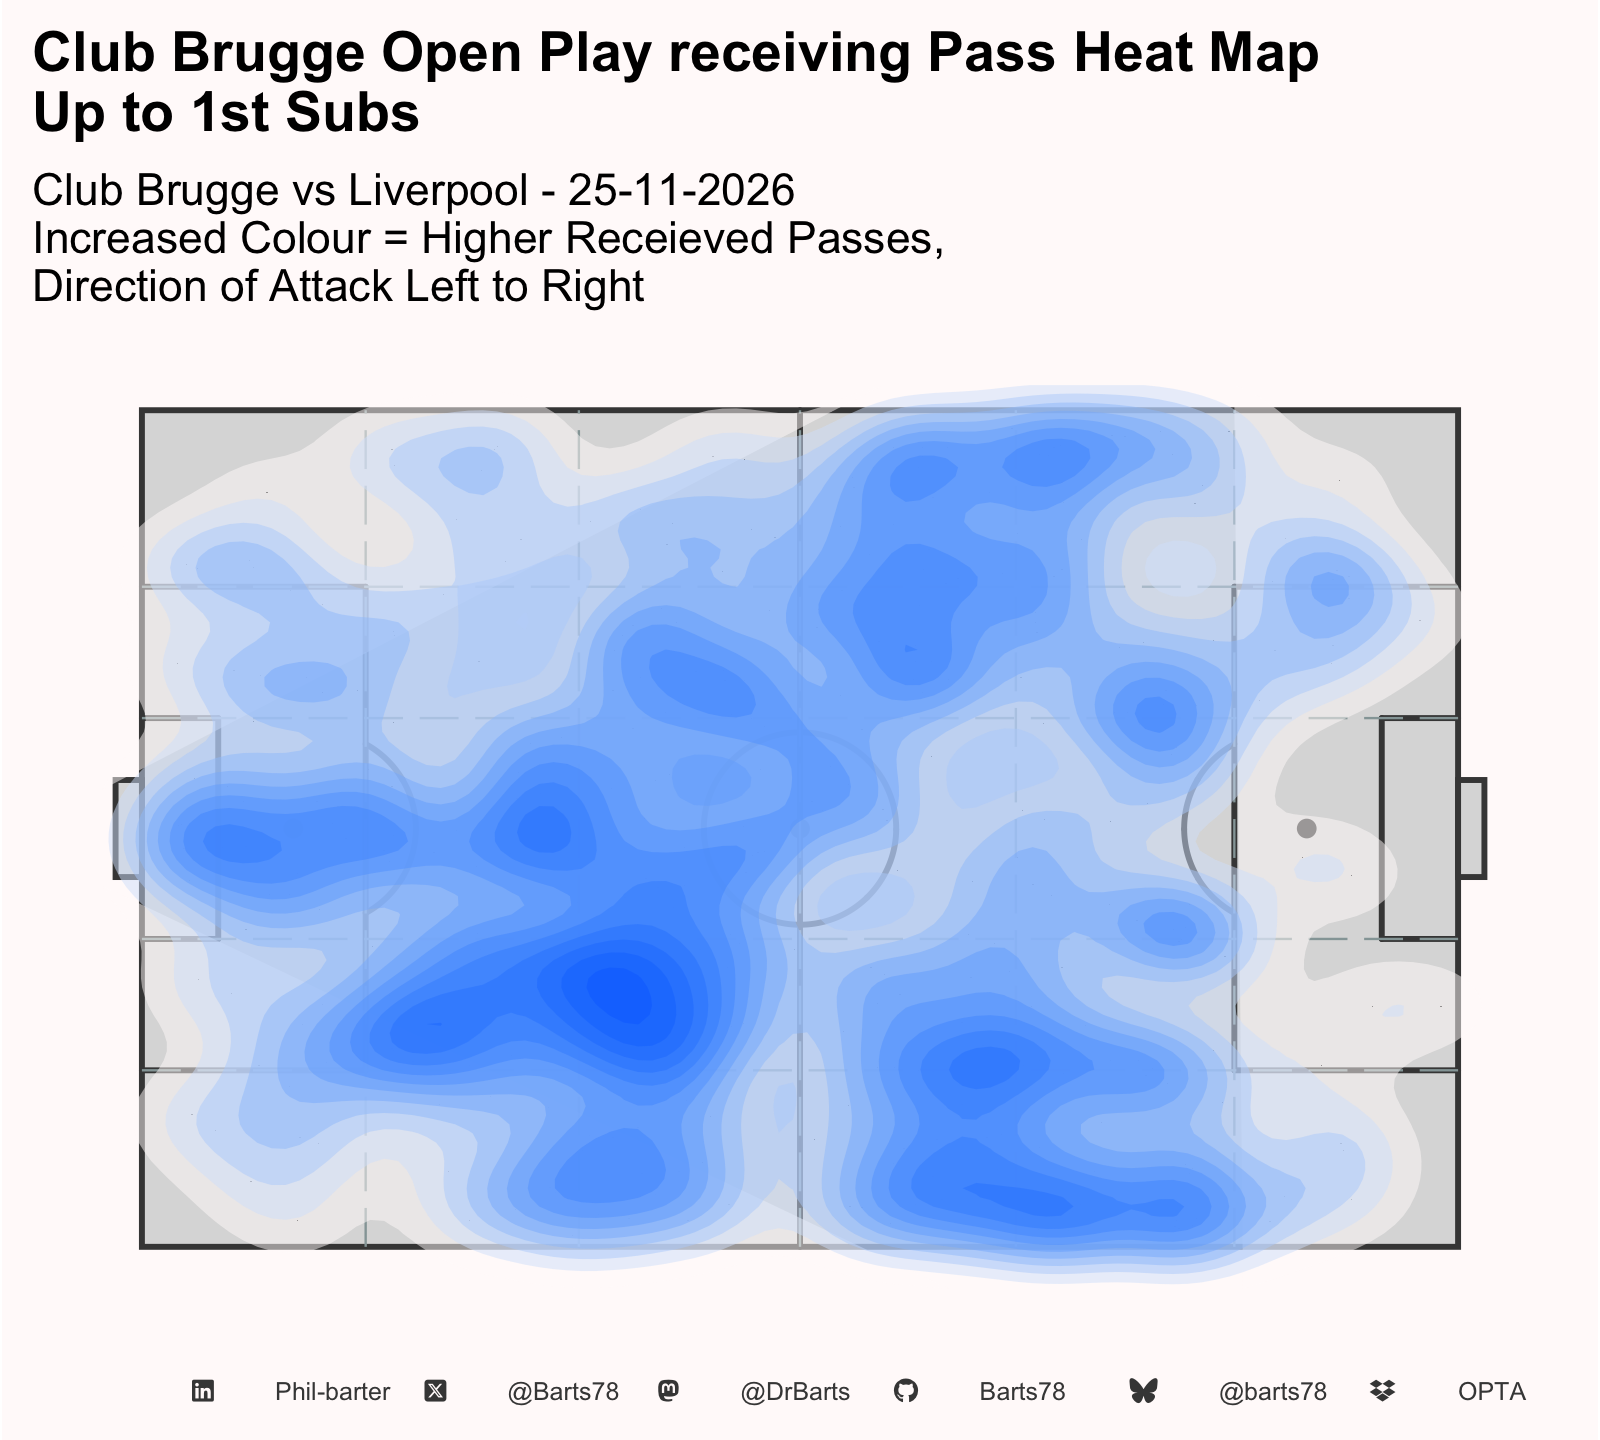 Club Brugge Open Play receiving Pass Heat Map
Up to 1st Subs
Club Brugge vs Liverpool - 25-11-2026
Increased Colour = Higher Receieved Passes,
Direction of Attack Left to Right
Phil-barter @Barts78 @DrBarts Barts78 @barts78 OPTA